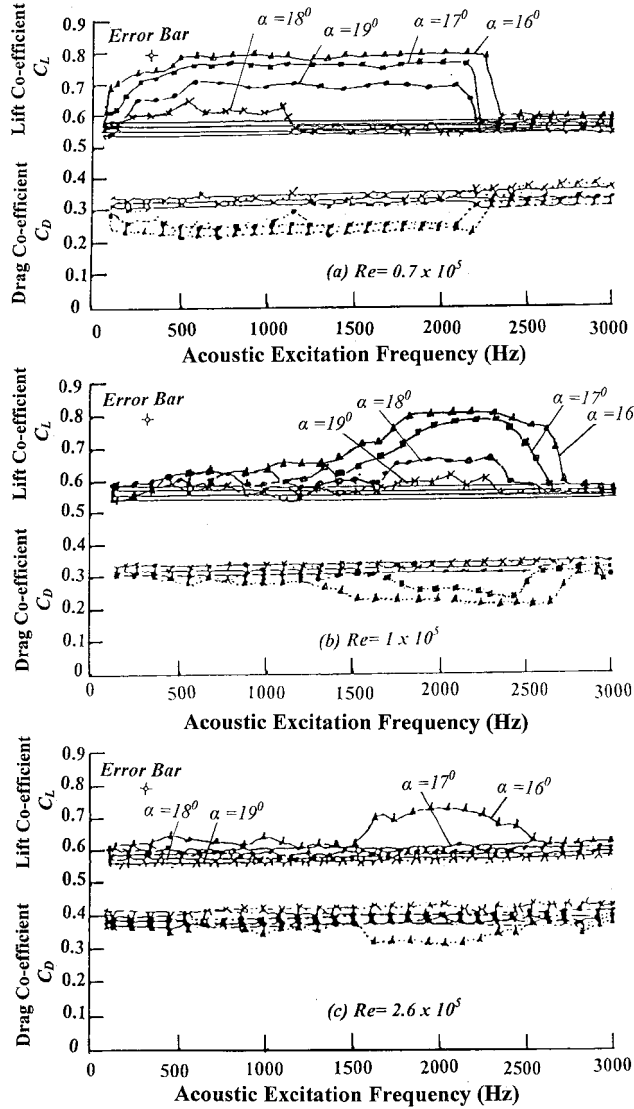 Lift Co-efficient
C_L
Drag Co-efficient
C_D
0.9
0.8
0.7
0.6
0.5
0.4
0.3
0.2
0.1
0
Error Bar
α=18⁰
α=19⁰
α=17⁰
α=16⁰
(a) Re= 0.7 x 10⁵
0 500 1000 1500 2000 2500 3000
Acoustic Excitation Frequency (Hz)
Lift Co-efficient
C_L
Drag Co-efficient
C_D
0.9
0.8
0.7
0.6
0.5
0.4
0.3
0.2
0.1
0
Error Bar
α=19⁰
α=18⁰
α=17⁰
α=16
(b) Re= 1 x 10⁵
0 500 1000 1500 2000 2500 3000
Acoustic Excitation Frequency (Hz)
Lift Co-efficient
C_L
Drag Co-efficient
C_D
0.9
0.8
0.7
0.6
0.5
0.4
0.3
0.2
0.1
0
Error Bar
α=18⁰
α=19⁰
α=17⁰
α=16⁰
(c) Re= 2.6 x 10⁵
0 500 1000 1500 2000 2500 3000
Acoustic Excitation Frequency (Hz)